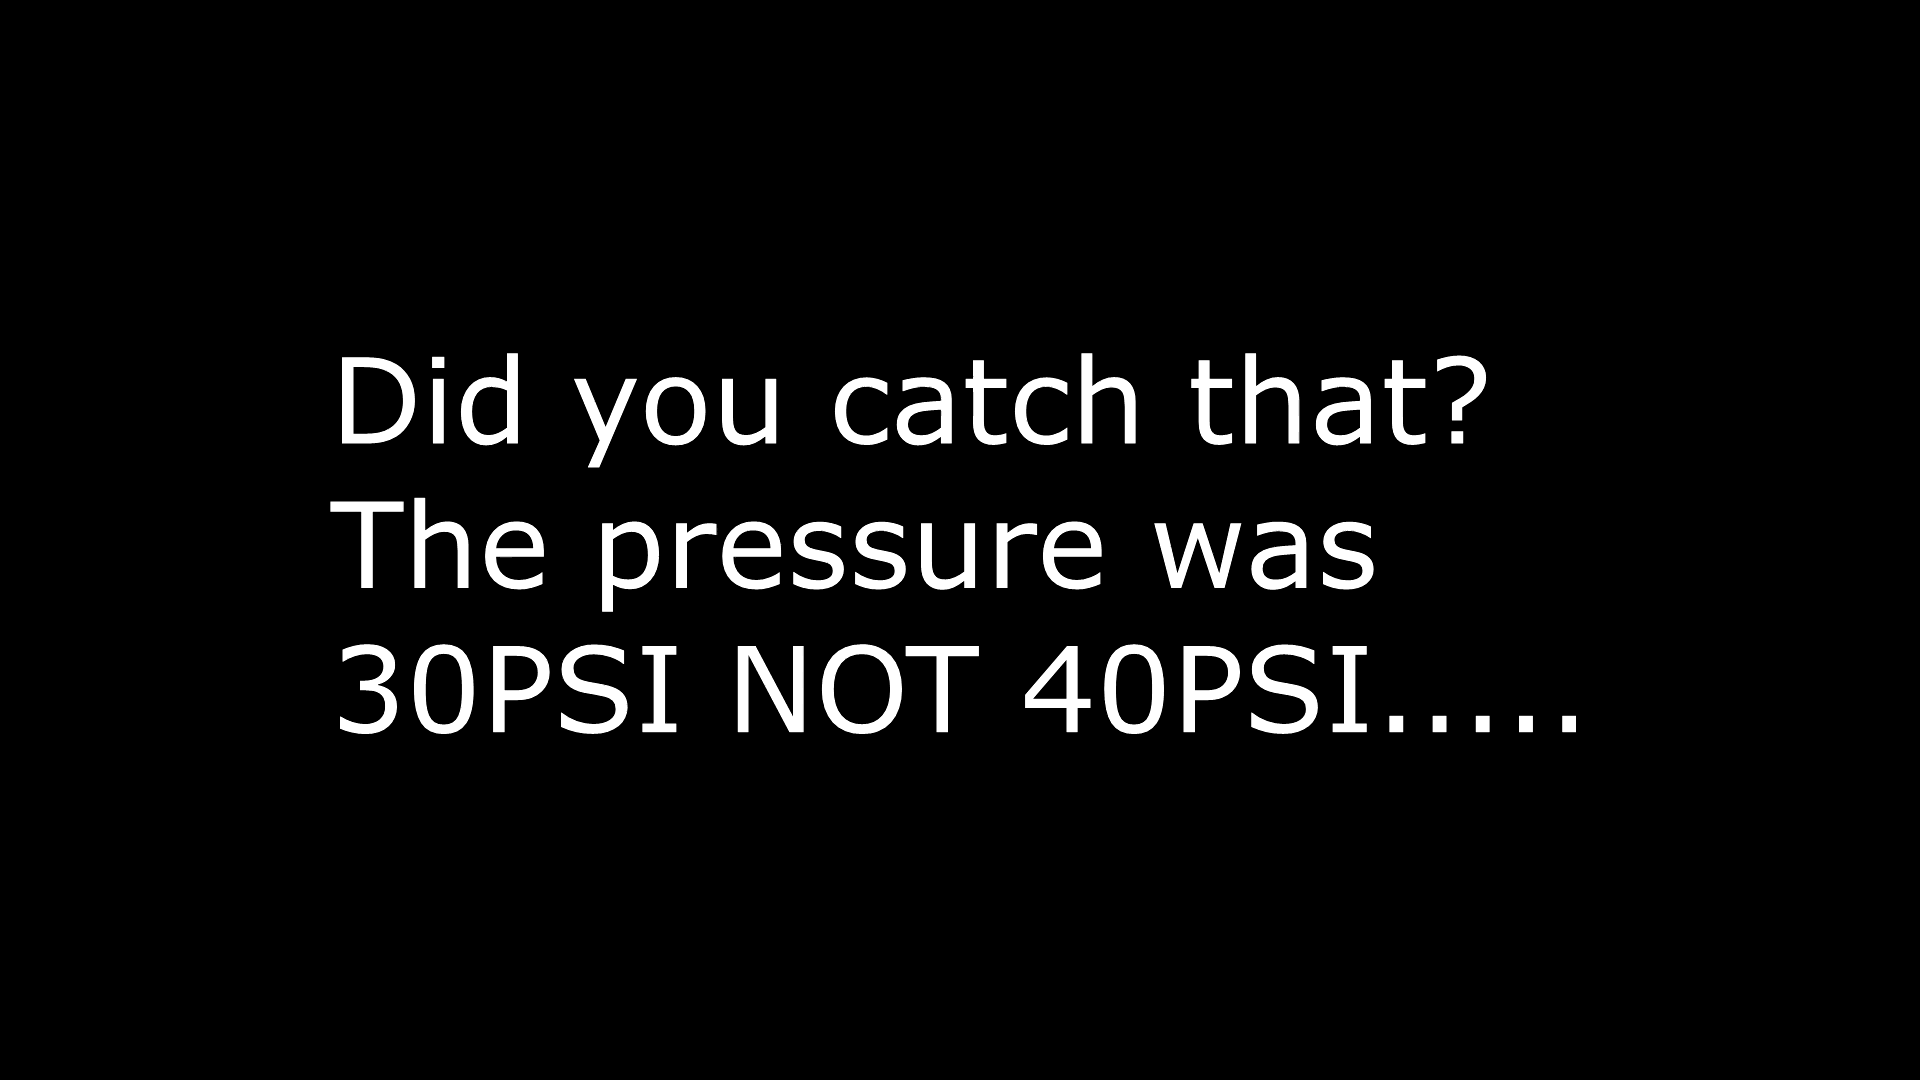 Did you catch that?
The pressure was
30PSI NOT 40PSI.....